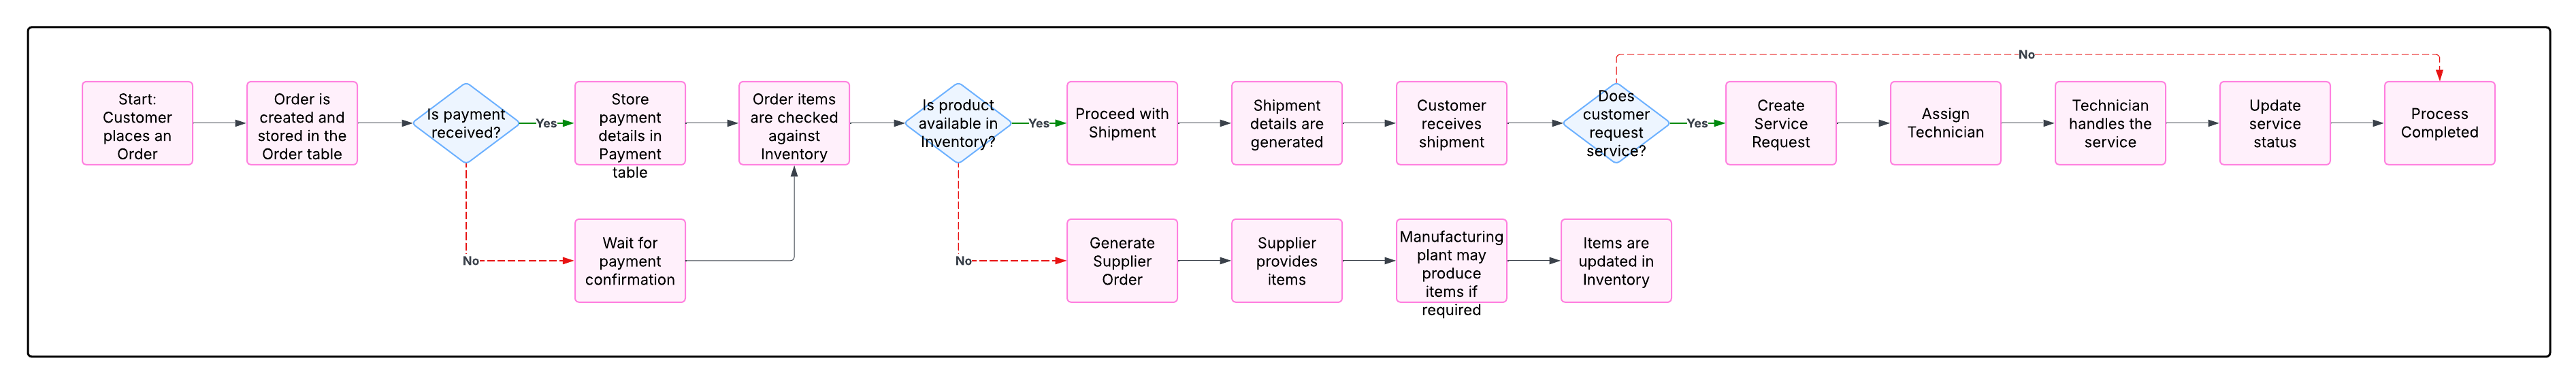 No
Start:
Customer
places an
Order
Order is
created and
stored in the
Order table
Is payment
received?
Yes
Store
payment
details in
Payment
table
Order items
are checked
against
Inventory
Is product
available in
Inventory?
Yes
Proceed with
Shipment
Shipment
details are
generated
Customer
receives
shipment
Does
customer
request
service?
Yes
Create
Service
Request
Assign
Technician
Technician
handles the
service
Update
service
status
Process
Completed
No
Wait for
payment
confirmation
No
Generate
Supplier
Order
Supplier
provides
items
Manufacturing
plant may
produce
items if
required
Items are
updated in
Inventory